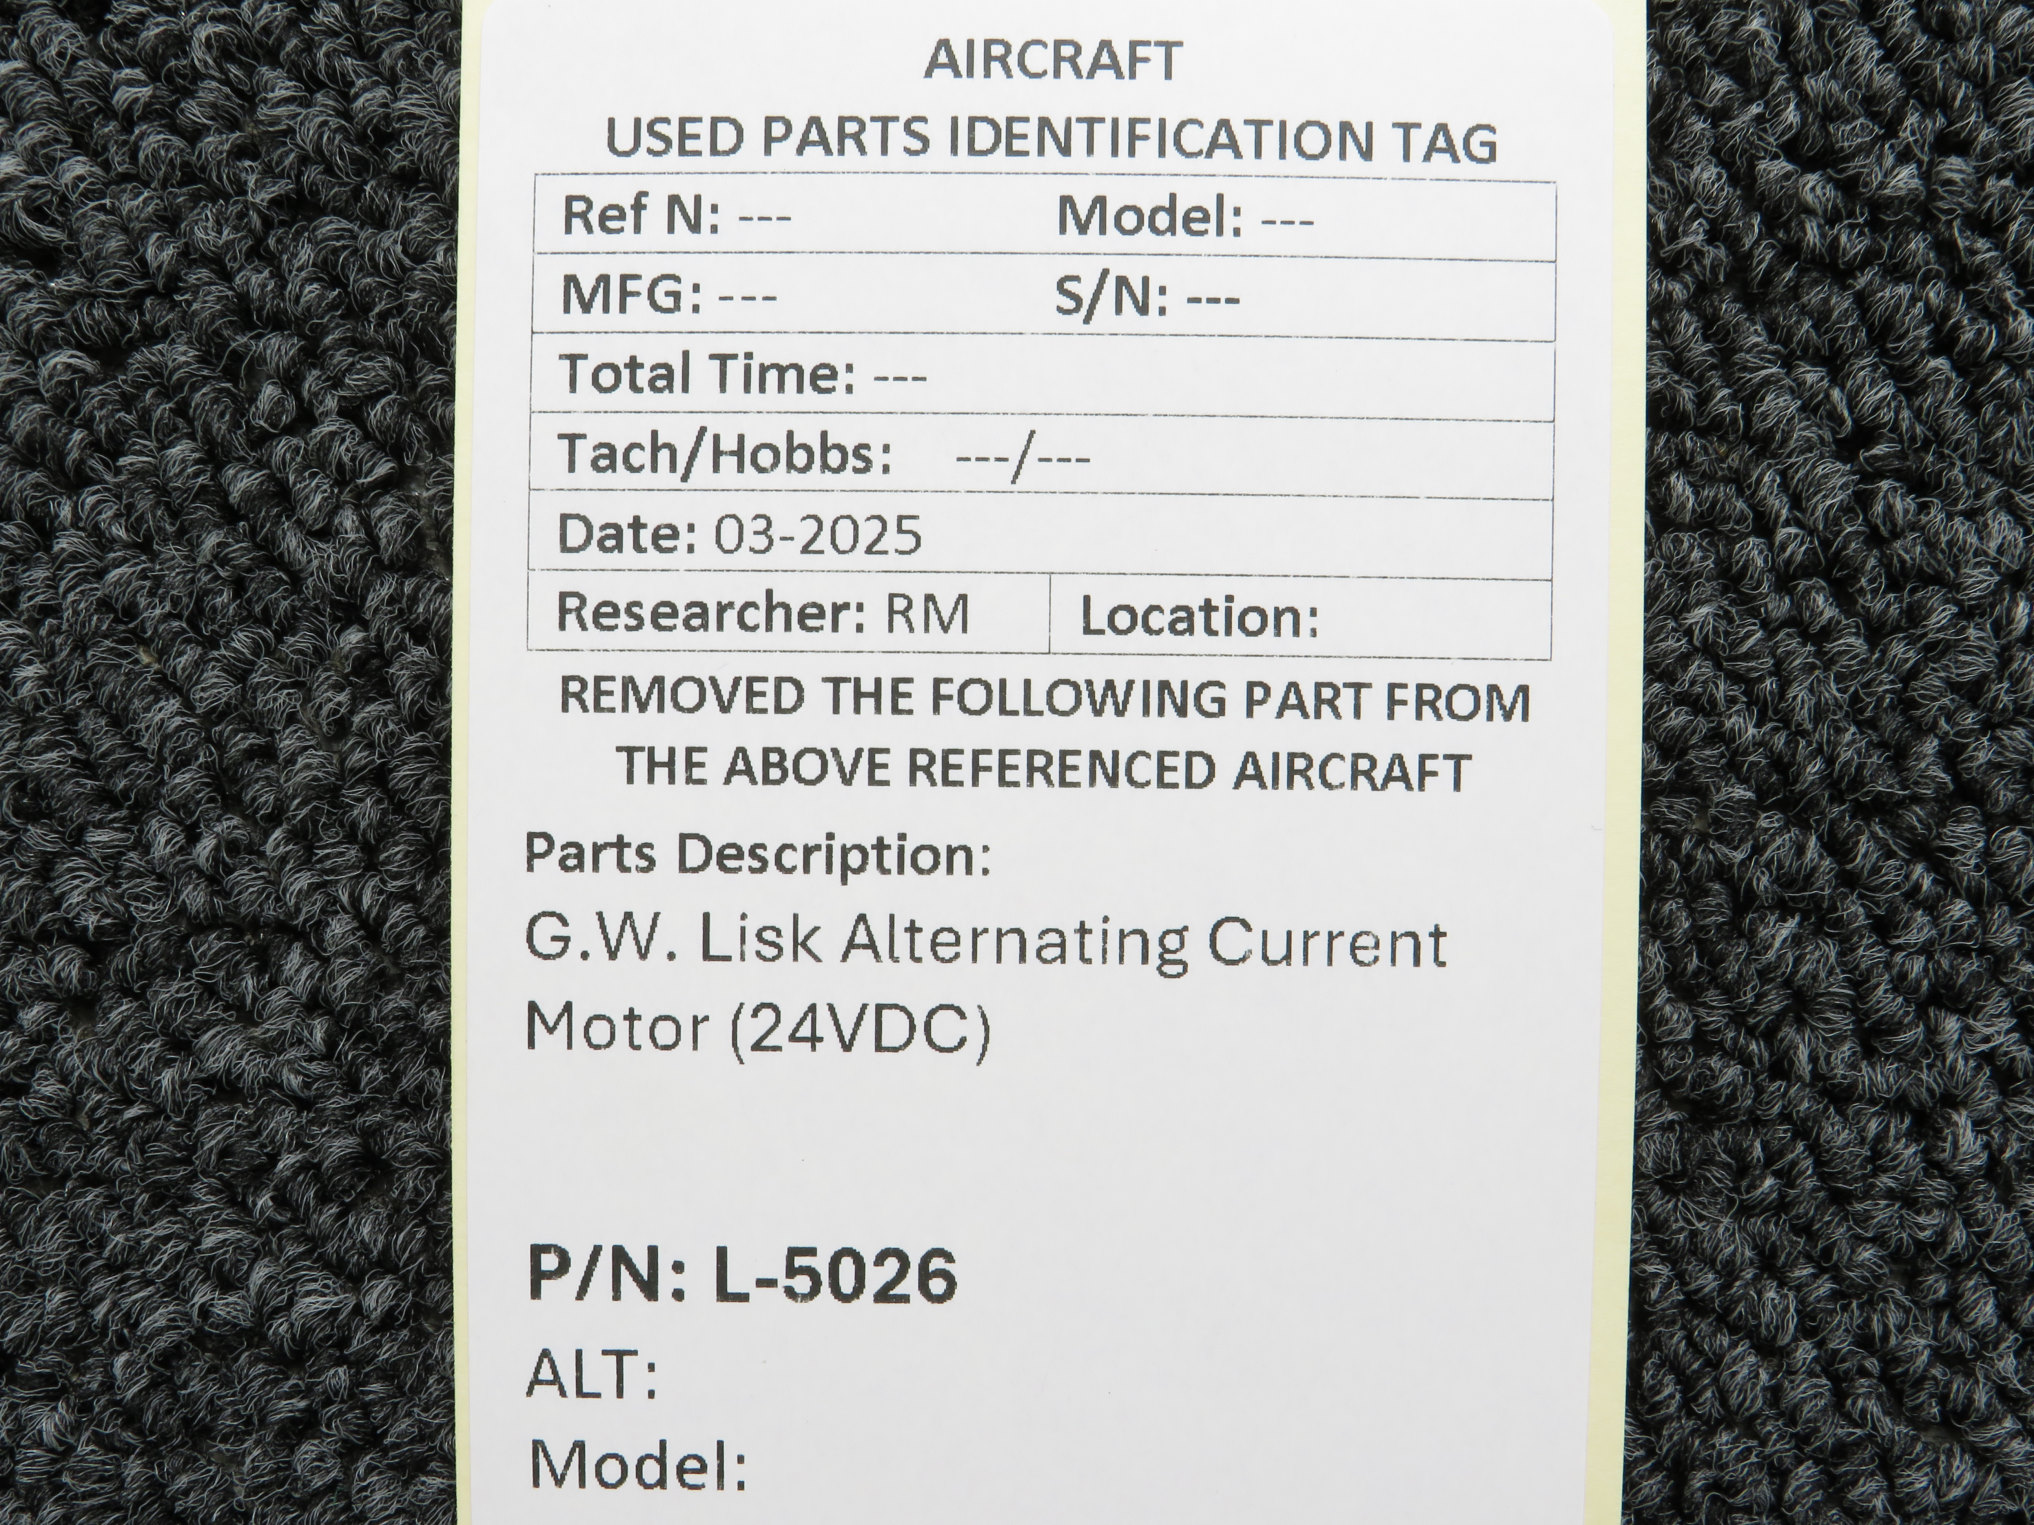 AIRCRAFT
USED PARTS IDENTIFICATION TAG
Ref N: --- Model: ---
MFG: --- S/N: ---
Total Time: ---
Tach/Hobbs: ---/---
Date: 03-2025
Researcher: RM Location:
REMOVED THE FOLLOWING PART FROM
THE ABOVE REFERENCED AIRCRAFT
Parts Description:
G.W. Lisk Alternating Current
Motor (24VDC)
P/N: L-5026
ALT:
Model: